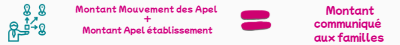 Montant Mouvement des Apel
+
Montant Apel établissement
=
Montant
communiqué
aux familles